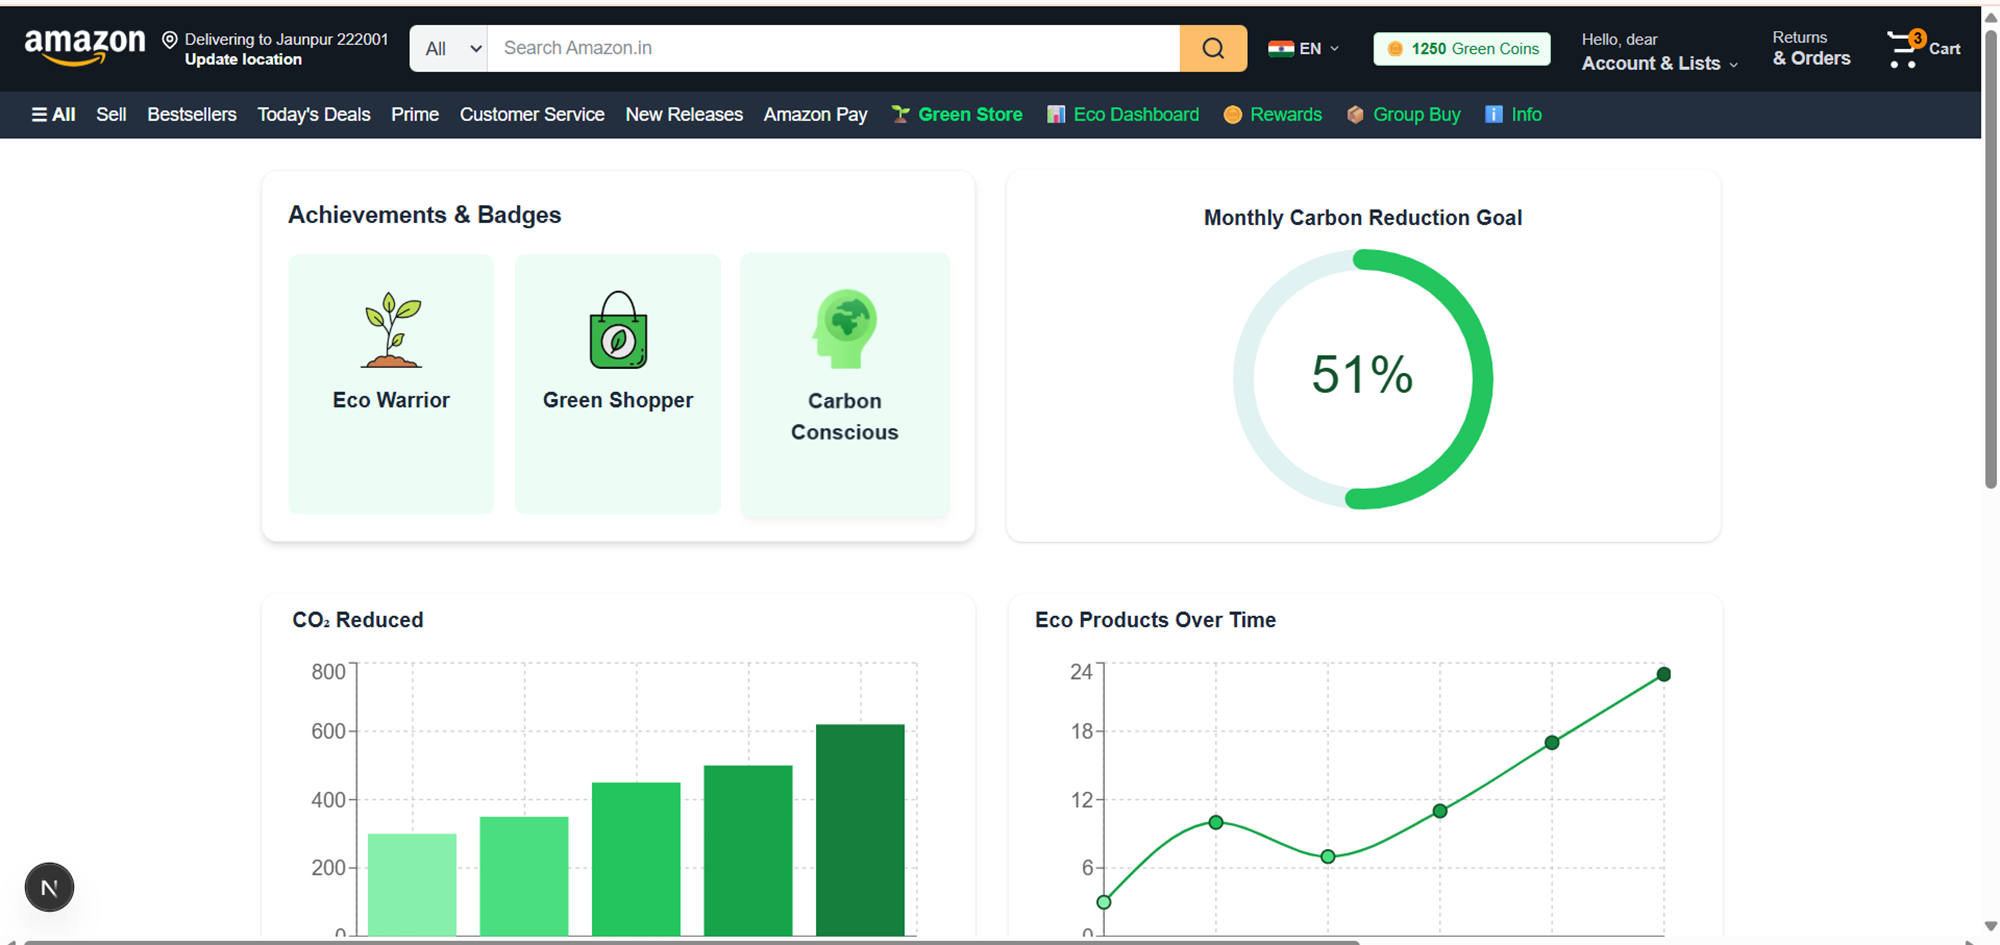 amazon
Delivering to Jaunpur 222001
Update location
All
Search Amazon.in
EN
1250 Green Coins
Hello, dear
Account & Lists
Returns
& Orders
3
Cart
All
Sell
Bestsellers
Today's Deals
Prime
Customer Service
New Releases
Amazon Pay
Green Store
Eco Dashboard
Rewards
Group Buy
Info
Achievements & Badges
Eco Warrior
Green Shopper
Carbon
Conscious
Monthly Carbon Reduction Goal
51%
CO₂ Reduced
800
600
400
200
0
Eco Products Over Time
24
18
12
6
0
N